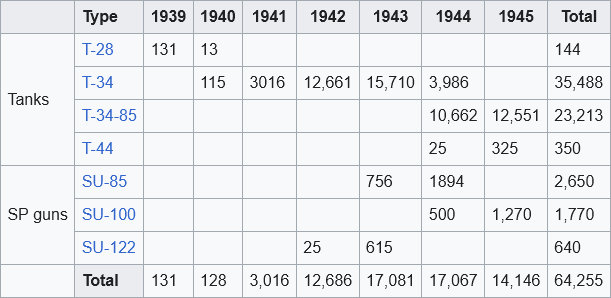 Type 1939 1940 1941 1942 1943 1944 1945 Total
Tanks
T-28 131 13 144
T-34 115 3016 12,661 15,710 3,986 35,488
T-34-85 10,662 12,551 23,213
T-44 25 325 350
SP guns
SU-85 756 1894 2,650
SU-100 500 1,270 1,770
SU-122 25 615 640
Total 131 128 3,016 12,686 17,081 17,067 14,146 64,255